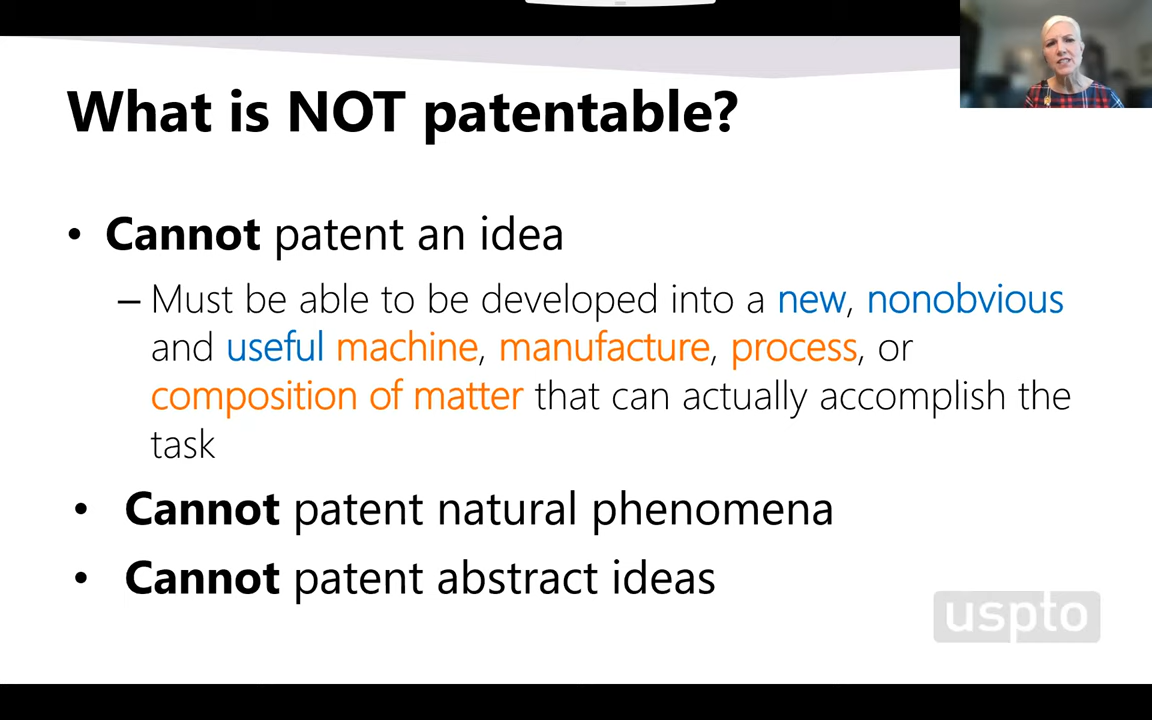 What is NOT patentable?
• Cannot patent an idea
– Must be able to be developed into a new, nonobvious
and useful machine, manufacture, process, or
composition of matter that can actually accomplish the
task
• Cannot patent natural phenomena
• Cannot patent abstract ideas
uspto